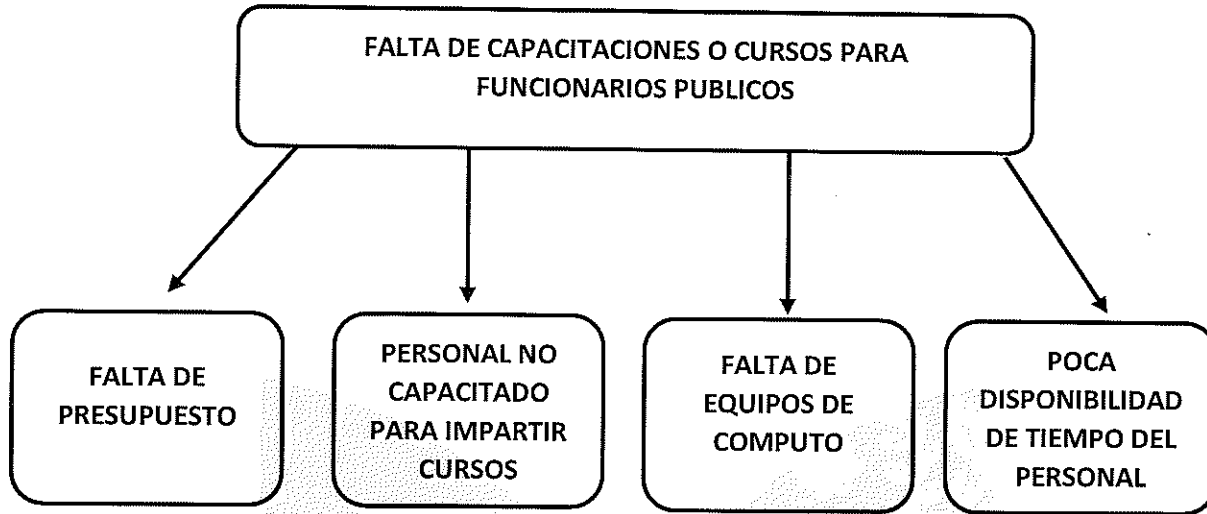 FALTA DE CAPACITACIONES O CURSOS PARA
FUNCIONARIOS PUBLICOS
FALTA DE
PRESUPUESTO
PERSONAL NO
CAPACITADO
PARA IMPARTIR
CURSOS
FALTA DE
EQUIPOS DE
COMPUTO
POCA
DISPONIBILIDAD
DE TIEMPO DEL
PERSONAL